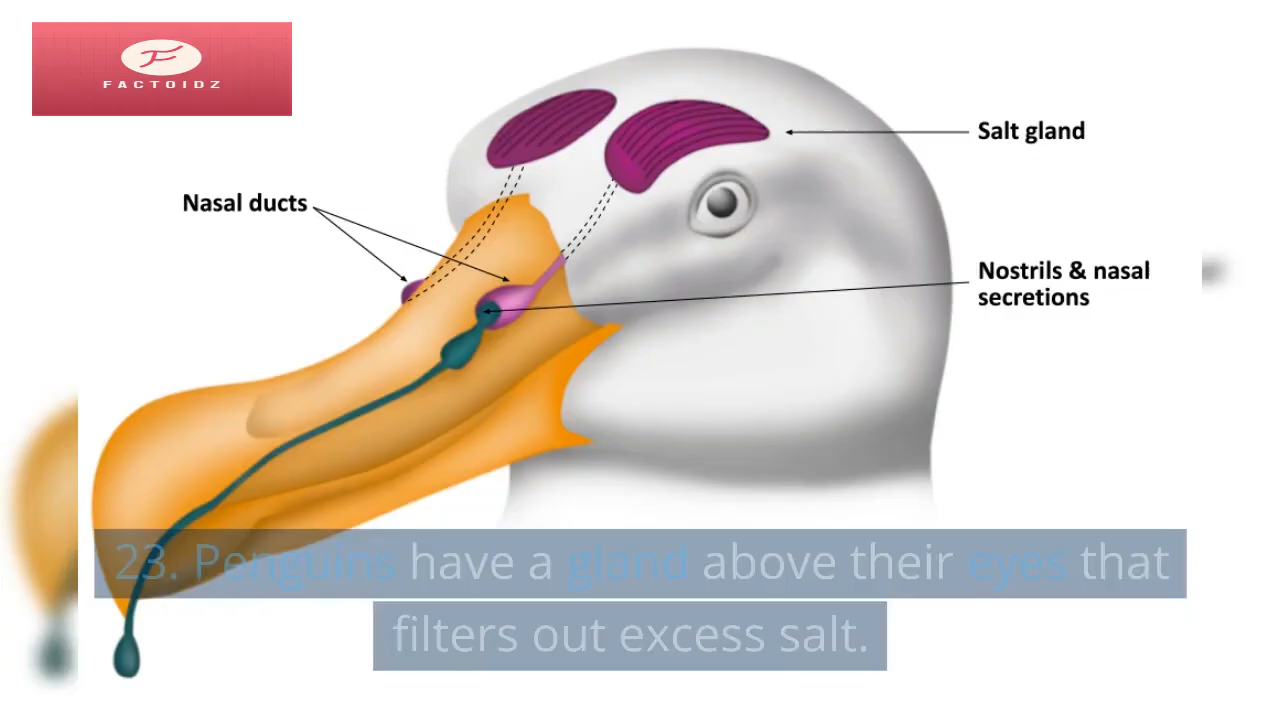 F
FACTOIDZ
Salt gland
Nasal ducts
Nostrils & nasal
secretions
23. Penguins have a gland above their eyes that
filters out excess salt.